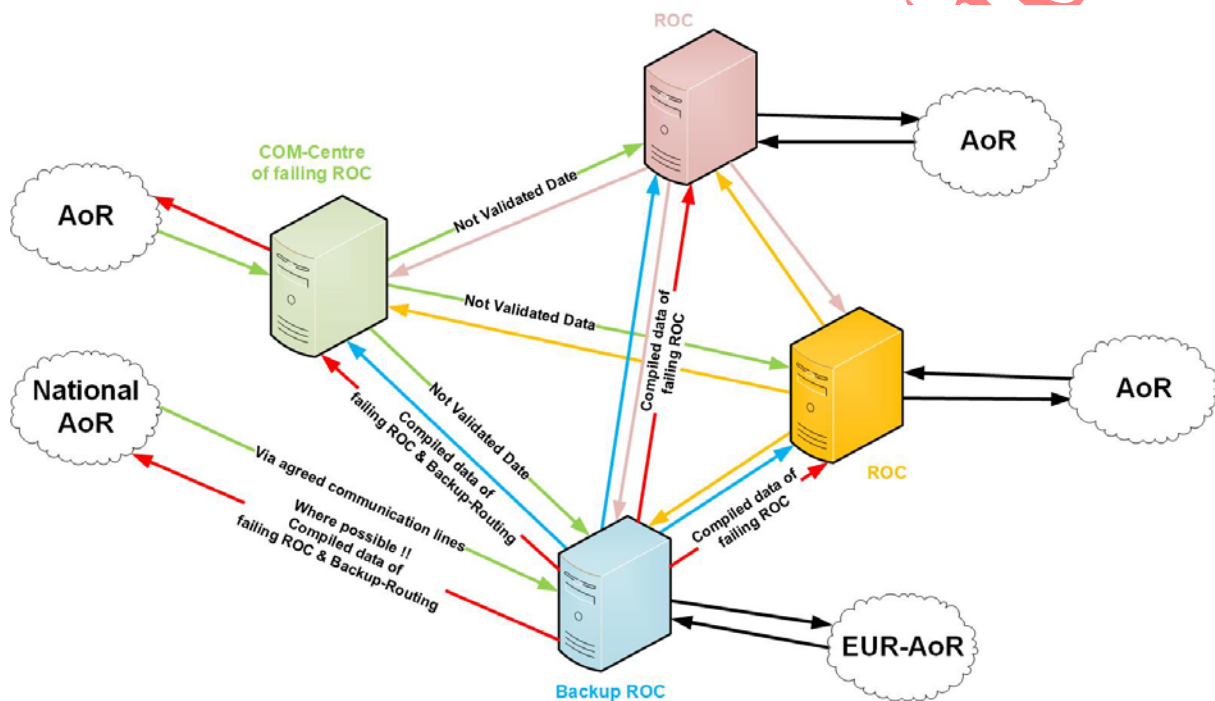 ROC
COM-Centre
of failing ROC
AoR
AoR
Not Validated Date
Not Validated Data
Compiled data of
failing ROC
National
AoR
Not Validated Date
Compiled data of
failing ROC & Backup-Routing
AoR
ROC
Via agreed communication lines
Where possible !!
Compiled data of
failing ROC & Backup-Routing
Compiled data of
failing ROC
EUR-AoR
Backup ROC